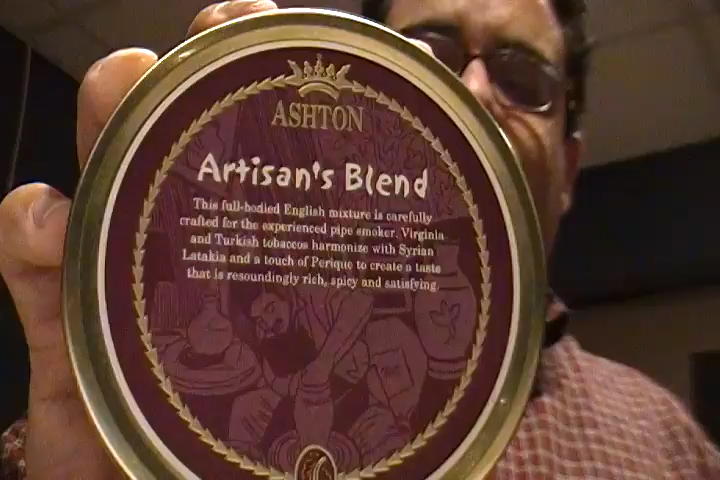 ASHTON
Artisan's Blend
This full-bodied English mixture is carefully
crafted for the experienced pipe smoker. Virginia
and Turkish tobaccos harmonize with Syrian
Latakia and a touch of Perique to create a taste
that is resoundingly rich, spicy and satisfying.